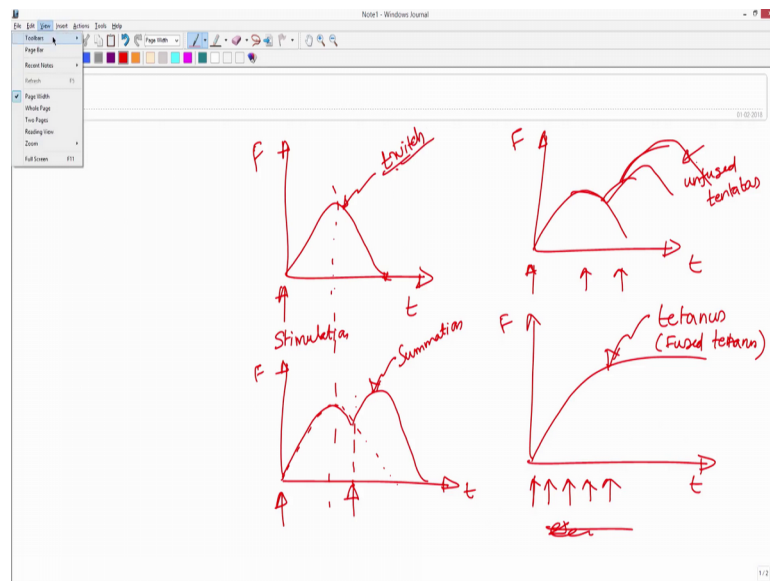 Note1 - Windows Journal
File Edit View Insert Actions Tools Help
Toolbars
Page Width
Page Bar
Recent Notes
Refresh F5
Page Width
Whole Page
Two Pages
Reading View
Zoom
Full Screen F11
01-02-2018
F
twitch
t
Stimulation
F
unfused
tentatas
t
F
Summation
t
F
tetanus
(Fused tetanus)
t
1/2